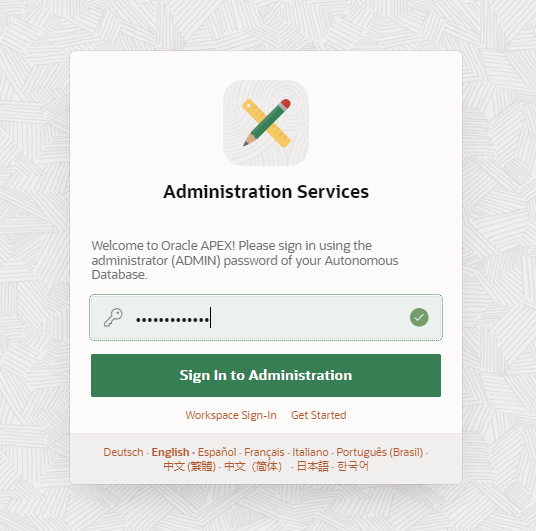 Administration Services
Welcome to Oracle APEX! Please sign in using the
administrator (ADMIN) password of your Autonomous
Database.
•••••••••••••
Sign In to Administration
Workspace Sign-In Get Started
Deutsch · English · Español · Français · Italiano · Português (Brasil) ·
中文 (繁體) · 中文（简体） · 日本語 · 한국어